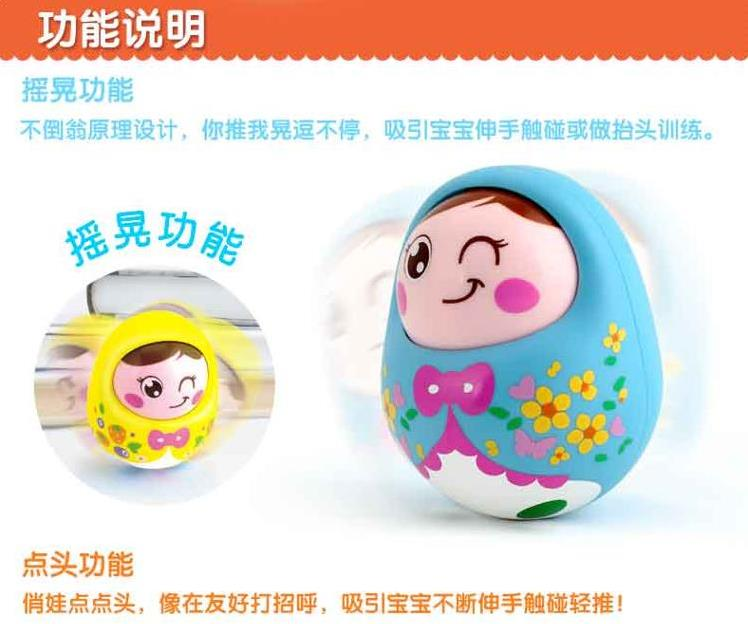 功能说明
摇晃功能
不倒翁原理设计，你推我晃逗不停，吸引宝宝伸手触碰或做抬头训练。
摇晃功能
点头功能
俏娃点点头，像在友好打招呼，吸引宝宝不断伸手触碰轻推！